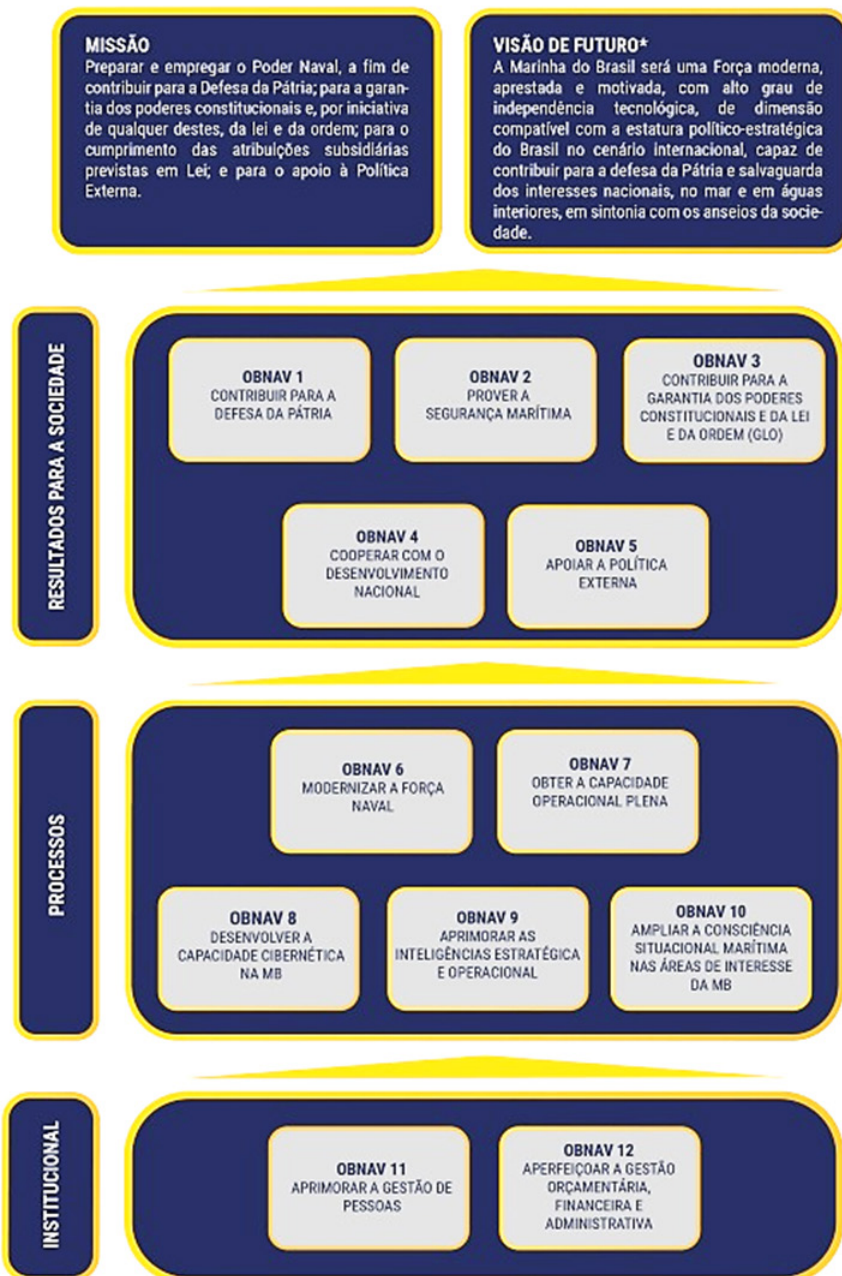 MISSÃO
Preparar e empregar o Poder Naval, a fim de
contribuir para a Defesa da Pátria; para a garan-
tia dos poderes constitucionais e, por iniciativa
de qualquer destes, da lei e da ordem; para o
cumprimento das atribuições subsidiárias
previstas em Lei; e para o apoio à Política
Externa.
VISÃO DE FUTURO*
A Marinha do Brasil será uma Força moderna,
aprestada e motivada, com alto grau de
independência tecnológica, de dimensão
compatível com a estatura político-estratégica
do Brasil no cenário internacional, capaz de
contribuir para a defesa da Pátria e salvaguarda
dos interesses nacionais, no mar e em águas
interiores, em sintonia com os anseios da socie-
dade.
RESULTADOS PARA A SOCIEDADE
OBNAV 1
CONTRIBUIR PARA A
DEFESA DA PÁTRIA
OBNAV 2
PROVER A
SEGURANÇA MARÍTIMA
OBNAV 3
CONTRIBUIR PARA A
GARANTIA DOS PODERES
CONSTITUCIONAIS E DA LEI
E DA ORDEM (GLO)
OBNAV 4
COOPERAR COM O
DESENVOLVIMENTO
NACIONAL
OBNAV 5
APOIAR A POLÍTICA
EXTERNA
PROCESSOS
OBNAV 6
MODERNIZAR A FORÇA
NAVAL
OBNAV 7
OBTER A CAPACIDADE
OPERACIONAL PLENA
OBNAV 8
DESENVOLVER A
CAPACIDADE CIBERNÉTICA
NA MB
OBNAV 9
APRIMORAR AS
INTELIGÊNCIAS ESTRATÉGICA
E OPERACIONAL
OBNAV 10
AMPLIAR A CONSCIÊNCIA
SITUACIONAL MARÍTIMA
NAS ÁREAS DE INTERESSE
DA MB
INSTITUCIONAL
OBNAV 11
APRIMORAR A GESTÃO DE
PESSOAS
OBNAV 12
APERFEIÇOAR A GESTÃO
ORÇAMENTÁRIA,
FINANCEIRA E
ADMINISTRATIVA